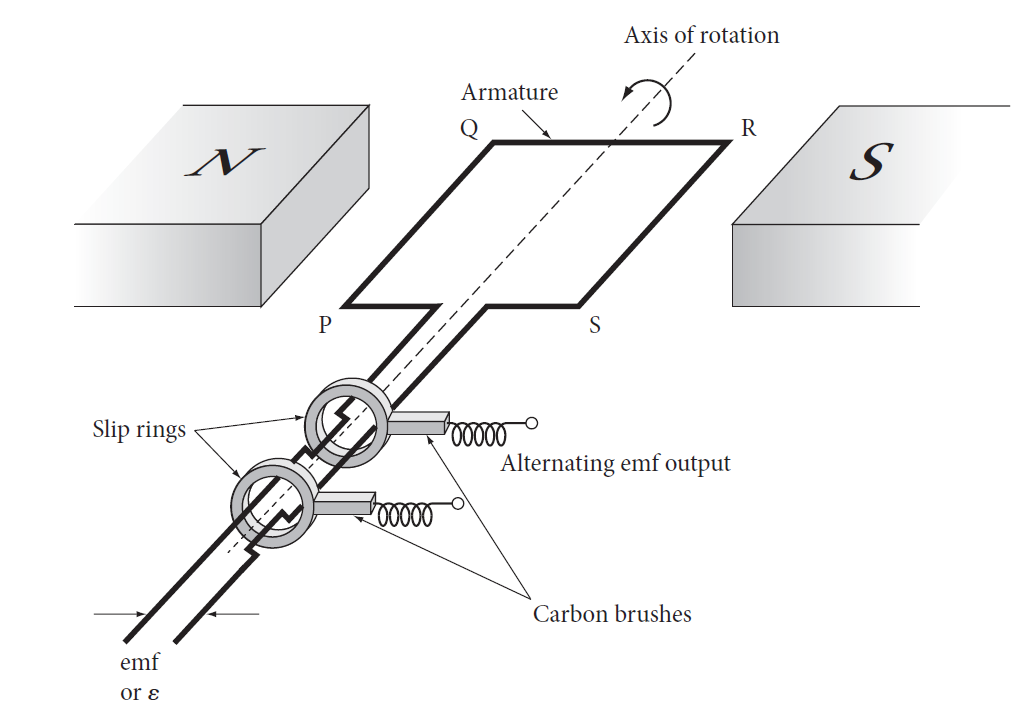 Axis of rotation
Armature
Q
R
N
S
P
S
Slip rings
Alternating emf output
Carbon brushes
emf
or ε